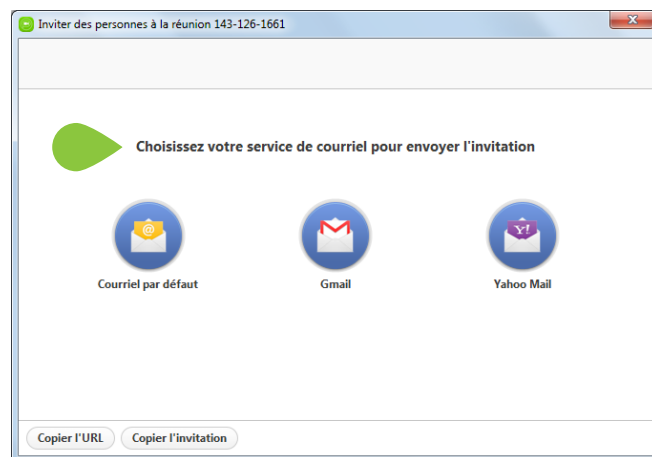 Inviter des personnes à la réunion 143-126-1661
Choisissez votre service de courriel pour envoyer l'invitation
@
Y!
Courriel par défaut
Gmail
Yahoo Mail
Copier l'URL
Copier l'invitation